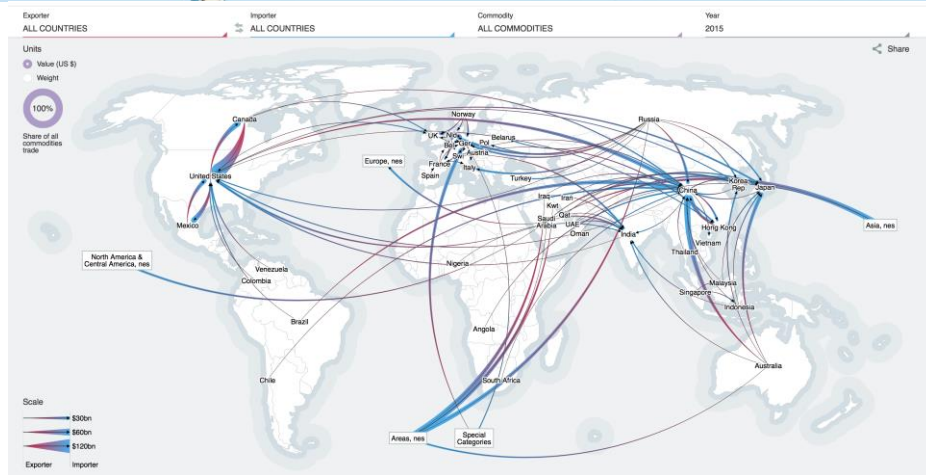 Exporter
ALL COUNTRIES
Importer
ALL COUNTRIES
Commodity
ALL COMMODITIES
Year
2015
Units
Value (US $)
Weight
100%
Share of all
commodities
trade
Share
Canada
United States
Mexico
North America &
Central America, nes
Venezuela
Colombia
Brazil
Chile
Europe, nes
Norway
UK
Belarus
Pol
Austria
Swi
France
Italy
Spain
Turkey
Russia
Iraq
Iran
Kwt
Qat
Saudi
Arabia
UAE
Oman
India
Nigeria
Angola
South Africa
China
Korea
Rep
Japan
Hong Kong
Vietnam
Thailand
Malaysia
Singapore
Indonesia
Asia, nes
Australia
Areas, nes
Special
Categories
Scale
$30bn
$60bn
$120bn
Exporter
Importer